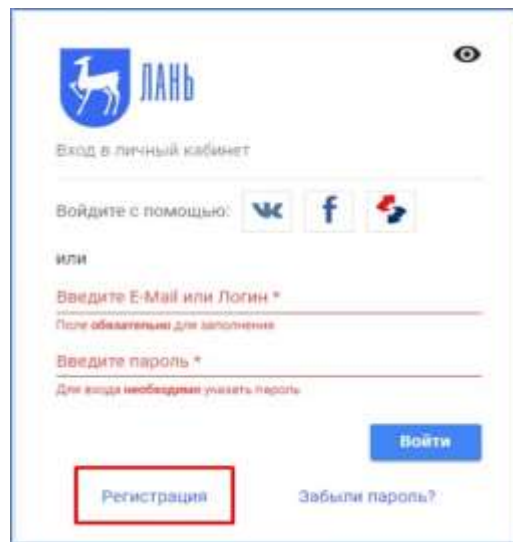 ЛАНЬ
Вход в личный кабинет
Войдите с помощью:
или
Введите E-Mail или Логин *
Поле обязательно для заполнения
Введите пароль *
Для входа необходимо указать пароль
Войти
Регистрация Забыли пароль?